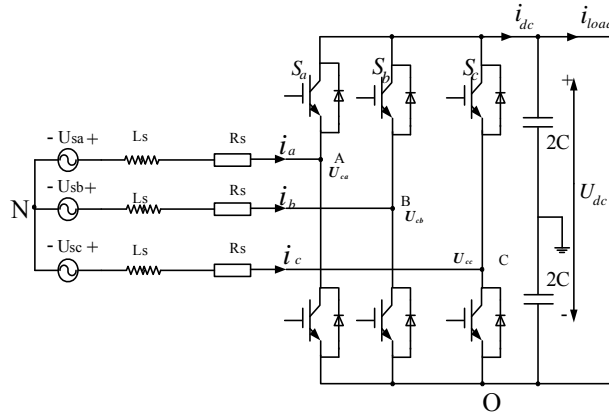 i_dc i_load
S_a S_b S_c
+
2C
- Usa + Ls Rs i_a A
U_ca
N - Usb + Ls Rs i_b B
U_cb
U_dc
- Usc + Ls Rs i_c U_cc C
2C
-
O